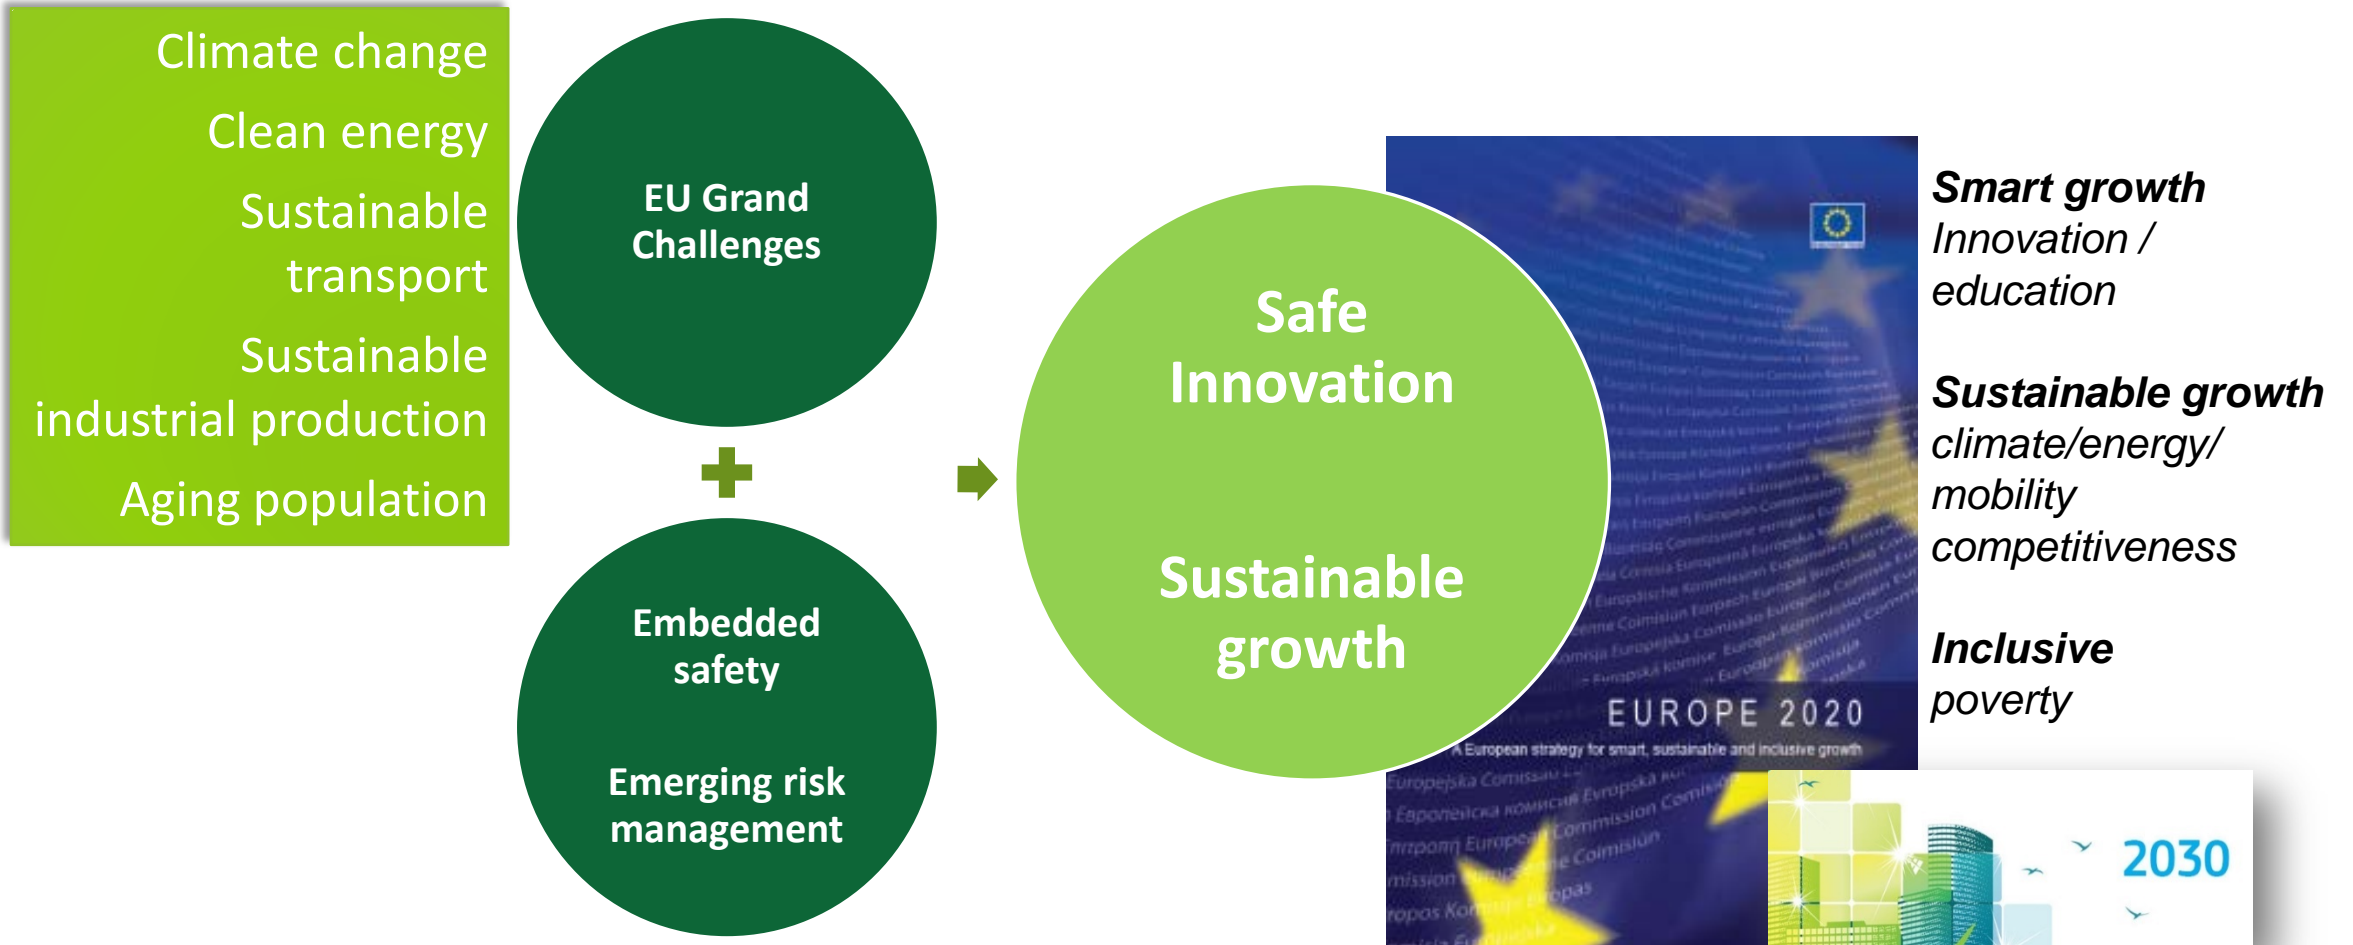 Climate change
Clean energy
Sustainable
transport
Sustainable
industrial production
Aging population
EU Grand
Challenges
Embedded
safety
Emerging risk
management
Safe
Innovation
Sustainable
growth
EUROPE 2020
A European strategy for smart, sustainable and inclusive growth
Smart growth
Innovation /
education
Sustainable growth
climate/energy/
mobility
competitiveness
Inclusive
poverty
2030